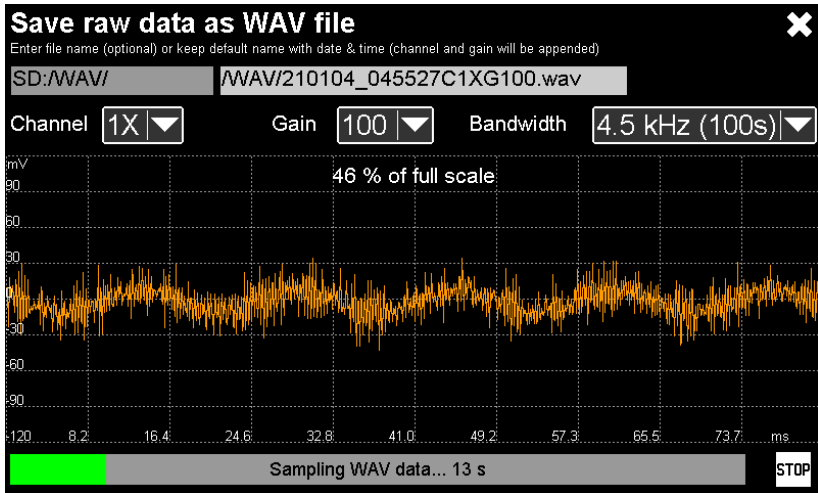 Save raw data as WAV file
Enter file name (optional) or keep default name with date & time (channel and gain will be appended)
SD:/WAV/ /WAV/210104_045527C1XG100.wav
Channel 1X Gain 100 Bandwidth 4.5 kHz (100s)
mV
46 % of full scale
90
60
30
0
-30
-60
-90
-120 8.2 16.4 24.6 32.8 41.0 49.2 57.3 65.5 73.7 ms
Sampling WAV data... 13 s STOP